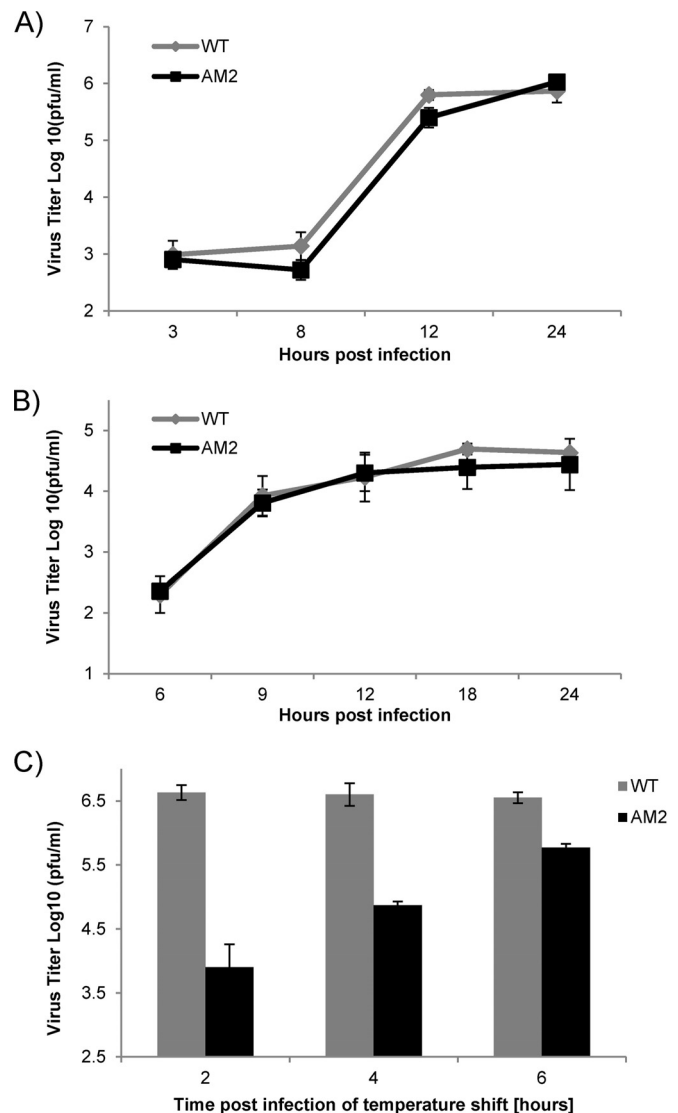 A)
7
6
5
4
3
2
Virus Titer Log 10(pfu/ml)
WT
AM2
3 8 12 24
Hours post infection
B)
5
4
3
2
1
Virus Titer Log 10(pfu/ml)
WT
AM2
6 9 12 18 24
Hours post infection
C)
6.5
5.5
4.5
3.5
2.5
Virus Titer Log10 (pfu/ml)
WT
AM2
2 4 6
Time post infection of temperature shift [hours]